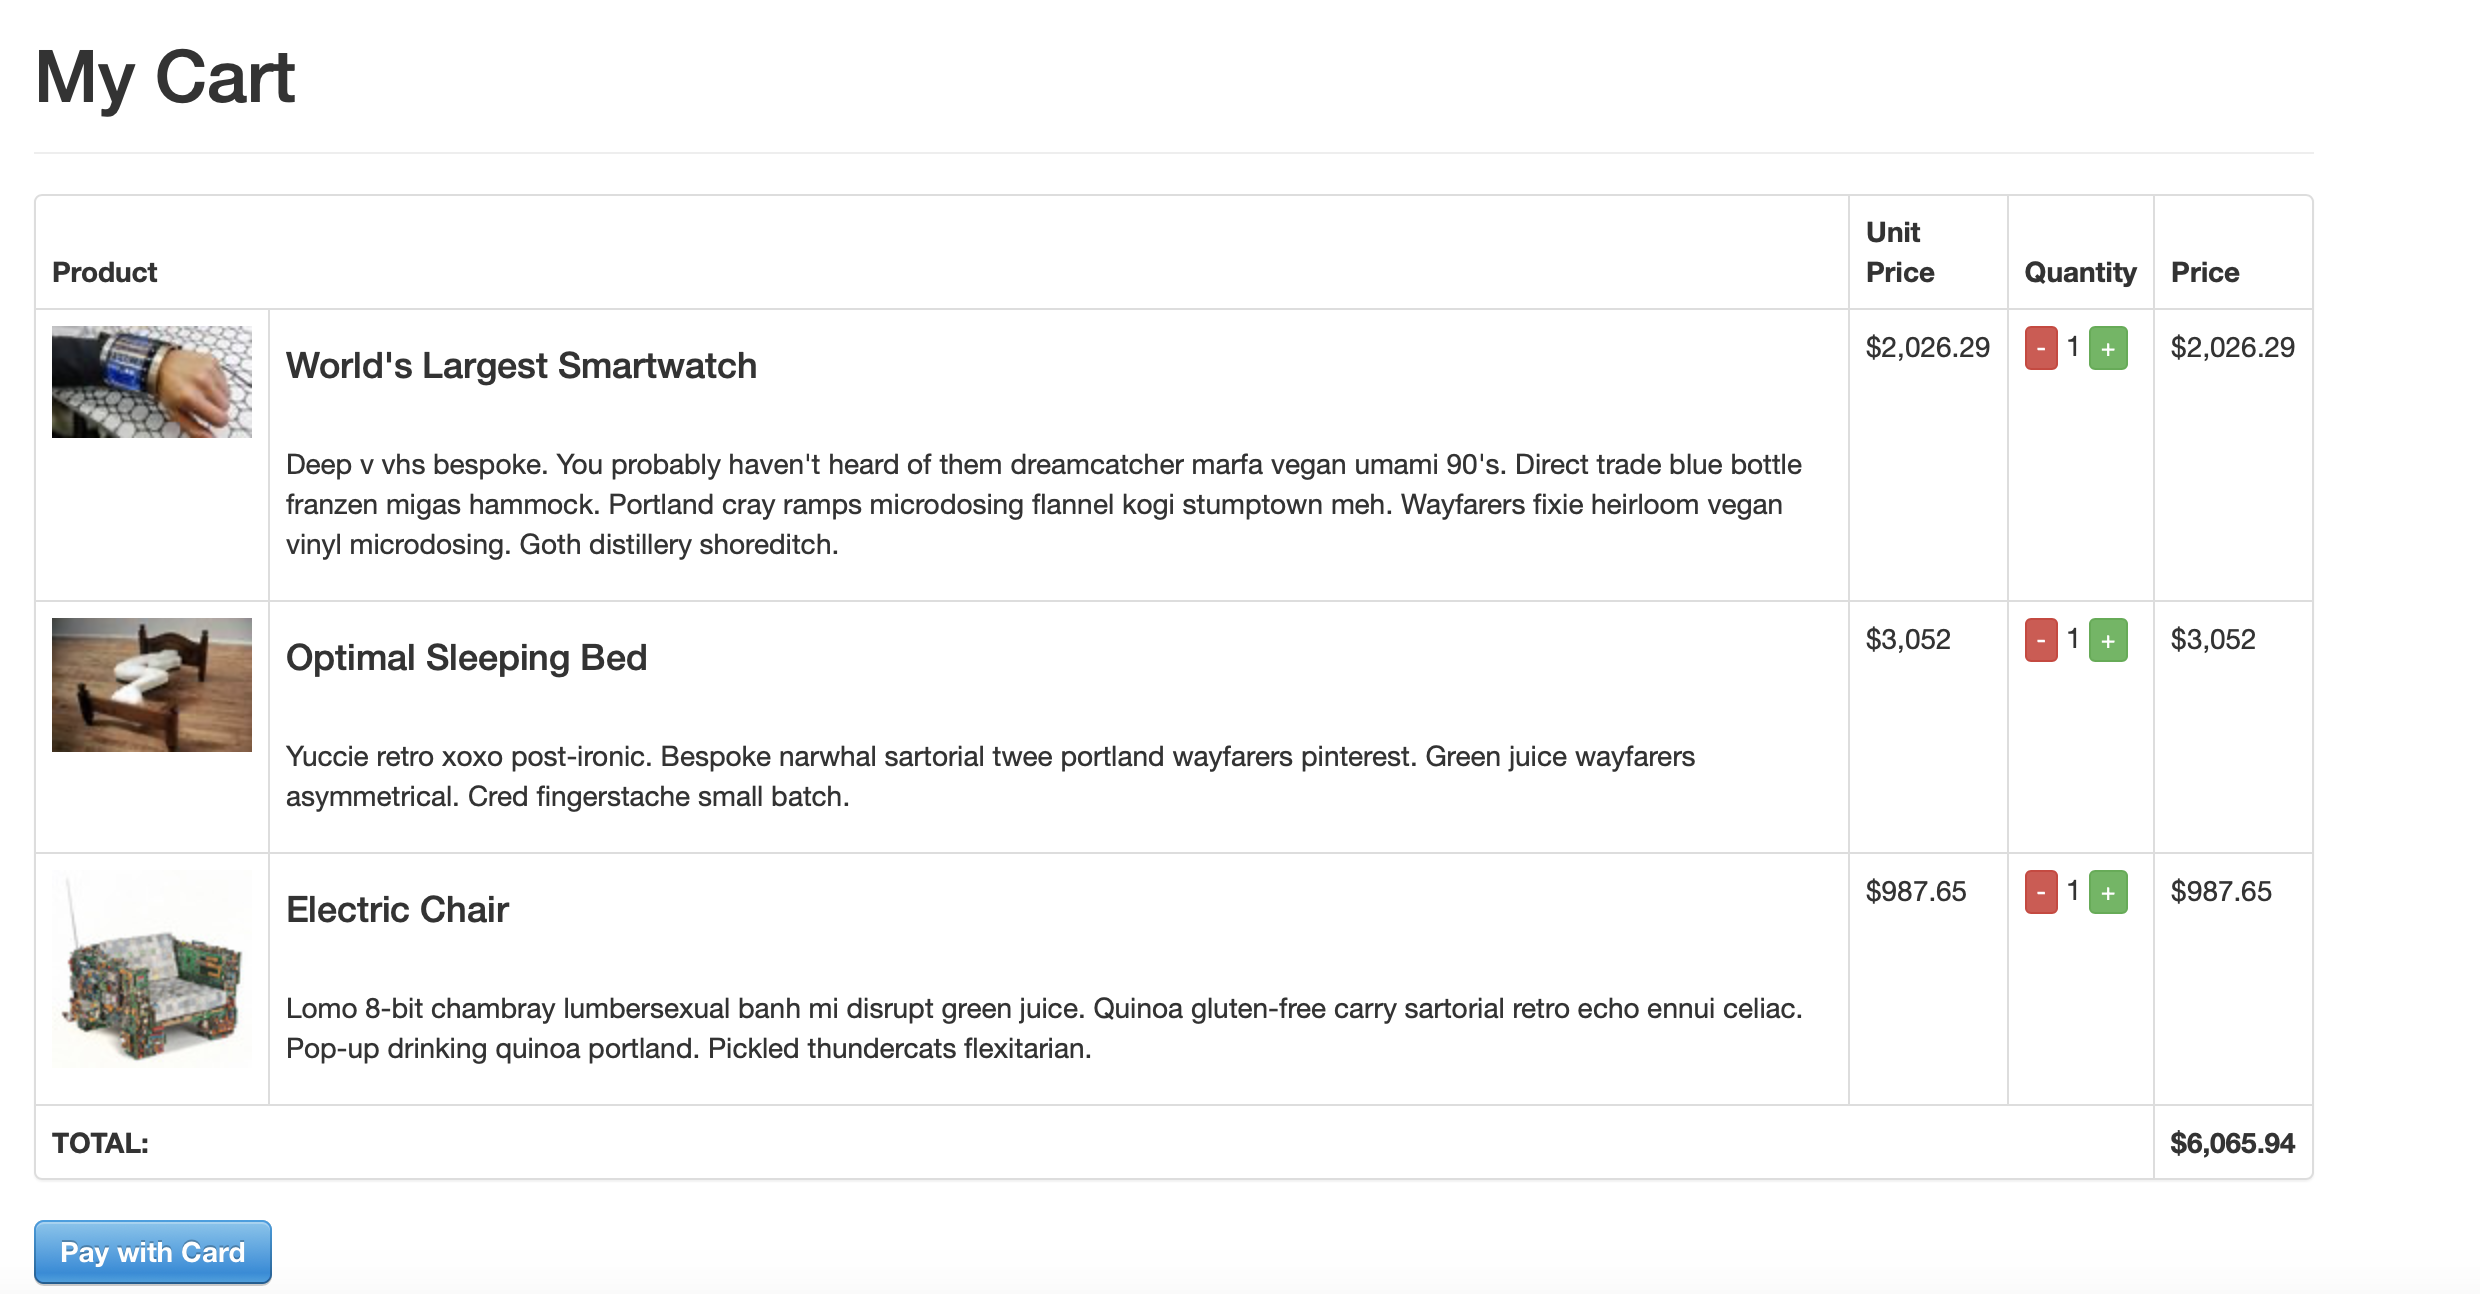 My Cart
Product
Unit
Price
Quantity
Price
World's Largest Smartwatch
$2,026.29
- 1 +
$2,026.29
Deep v vhs bespoke. You probably haven't heard of them dreamcatcher marfa vegan umami 90's. Direct trade blue bottle
franzen migas hammock. Portland cray ramps microdosing flannel kogi stumptown meh. Wayfarers fixie heirloom vegan
vinyl microdosing. Goth distillery shoreditch.
Optimal Sleeping Bed
$3,052
- 1 +
$3,052
Yuccie retro xoxo post-ironic. Bespoke narwhal sartorial twee portland wayfarers pinterest. Green juice wayfarers
asymmetrical. Cred fingerstache small batch.
Electric Chair
$987.65
- 1 +
$987.65
Lomo 8-bit chambray lumbersexual banh mi disrupt green juice. Quinoa gluten-free carry sartorial retro echo ennui celiac.
Pop-up drinking quinoa portland. Pickled thundercats flexitarian.
TOTAL:
$6,065.94
Pay with Card